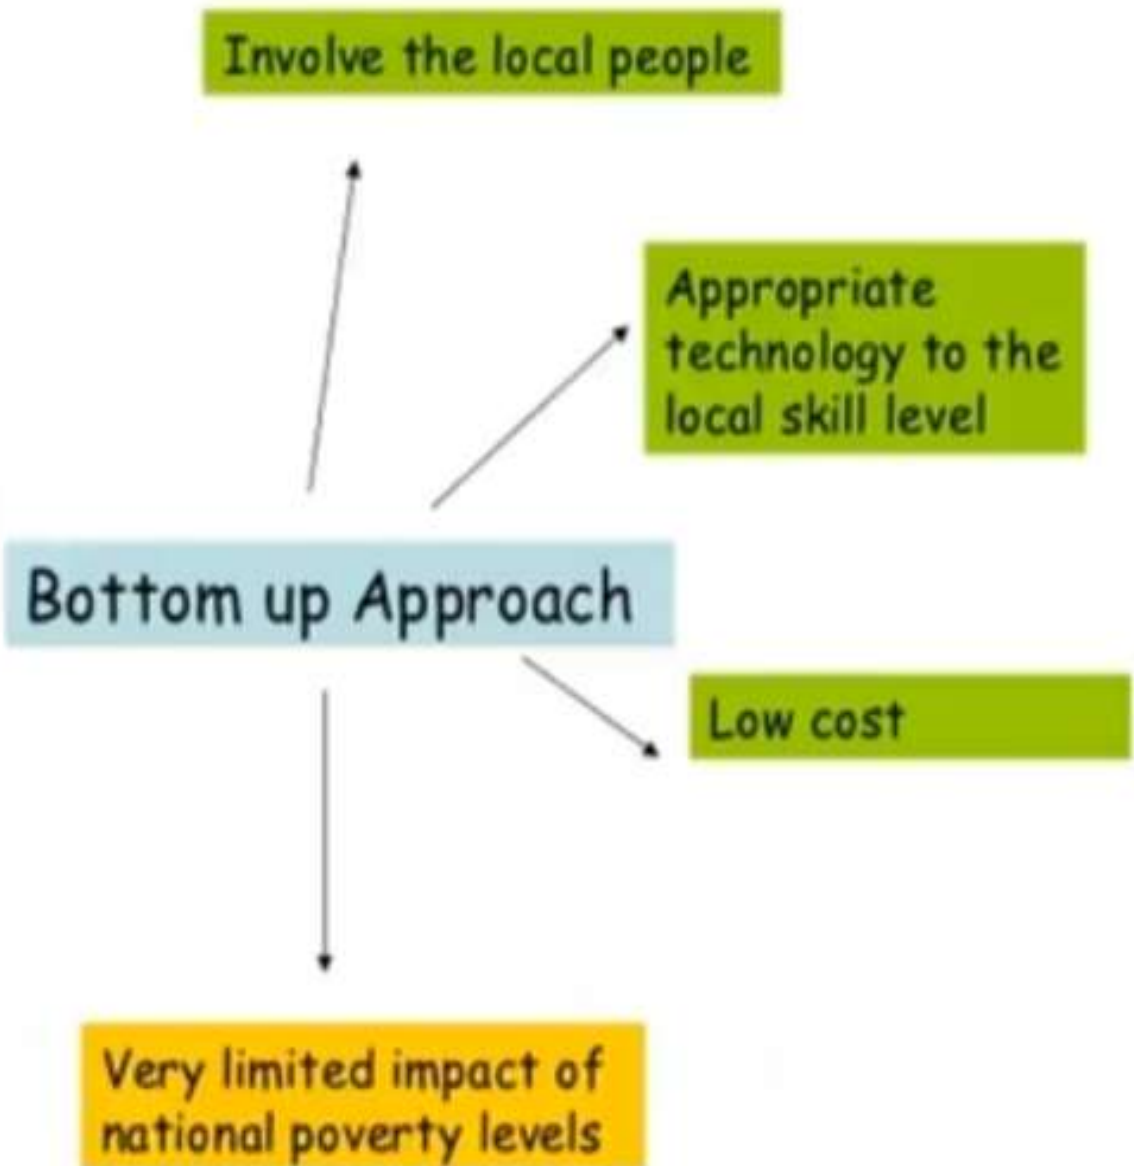 Involve the local people
Appropriate
technology to the
local skill level
Bottom up Approach
Low cost
Very limited impact of
national poverty levels